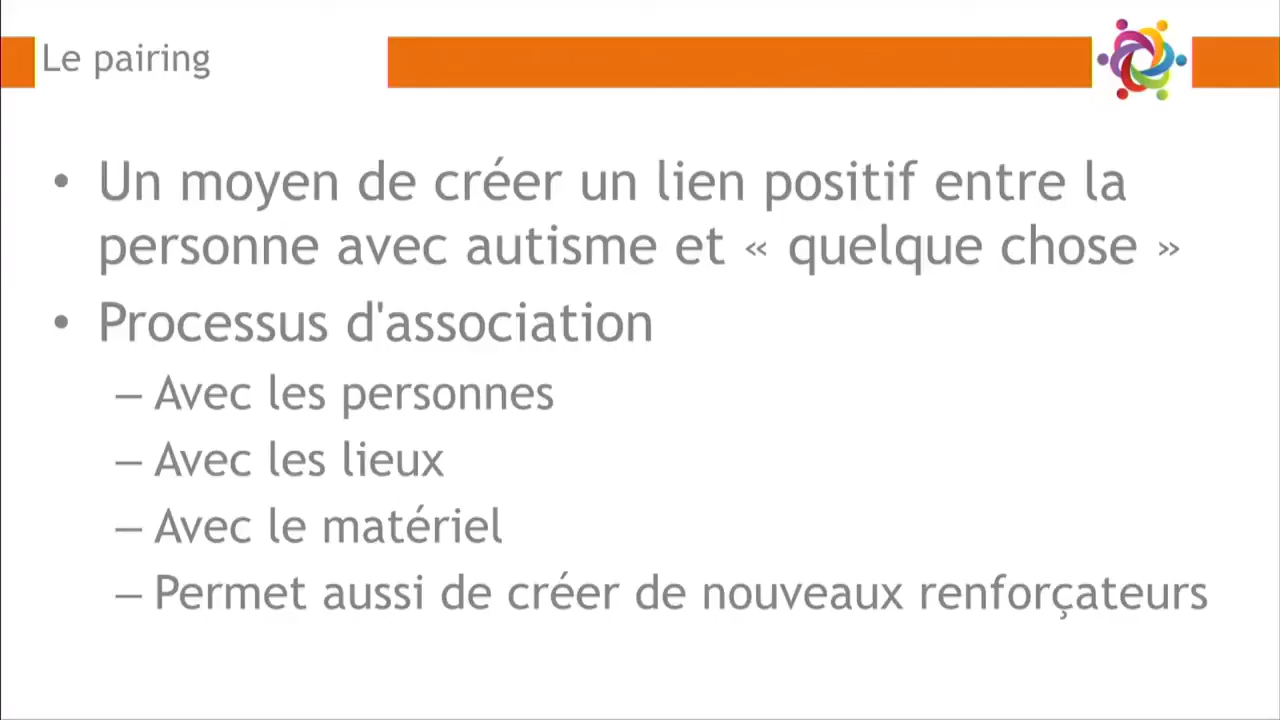 Le pairing
• Un moyen de créer un lien positif entre la
personne avec autisme et « quelque chose »
• Processus d'association
– Avec les personnes
– Avec les lieux
– Avec le matériel
– Permet aussi de créer de nouveaux renforçateurs